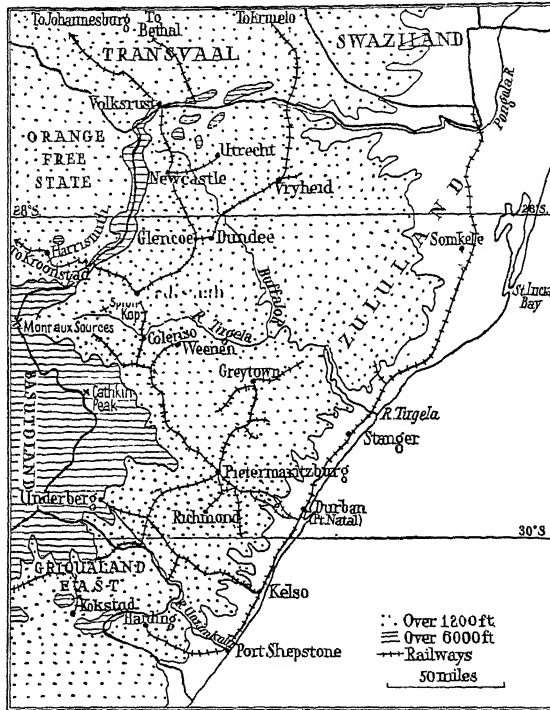 To Johannesburg
To
Bethal
To Ermelo
TRANSVAAL
SWAZILAND
Volksrust
Pongola R
ORANGE
FREE
STATE
Utrecht
Newcastle
Vryheid
28°S
28°S
Harrismith
To Kroonstad
Glencoe
Dundee
ZULULAND
Somkele
Buffalo R
St. Lucia
Bay
Spion
Kop
Mont aux Sources
Colenso
R. Tugela
Weenen
BASUTOLAND
Cathkin
Peak
Greytown
R. Tugela
Stanger
Pietermaritzburg
Underberg
Richmond
Durban
(Pt. Natal)
30°S
GRIQUALAND
EAST
Kokstad
Harding
Kelso
Port Shepstone
Over 1200 ft
Over 6000 ft
Railways
50 miles